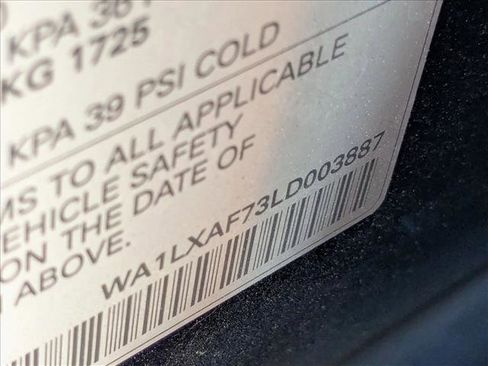 KPA 36
KG 1725
KPA 39 PSI COLD
MS TO ALL APPLICABLE
EHICLE SAFETY
ON THE DATE OF
ABOVE.
WA1LXAF73LD003887